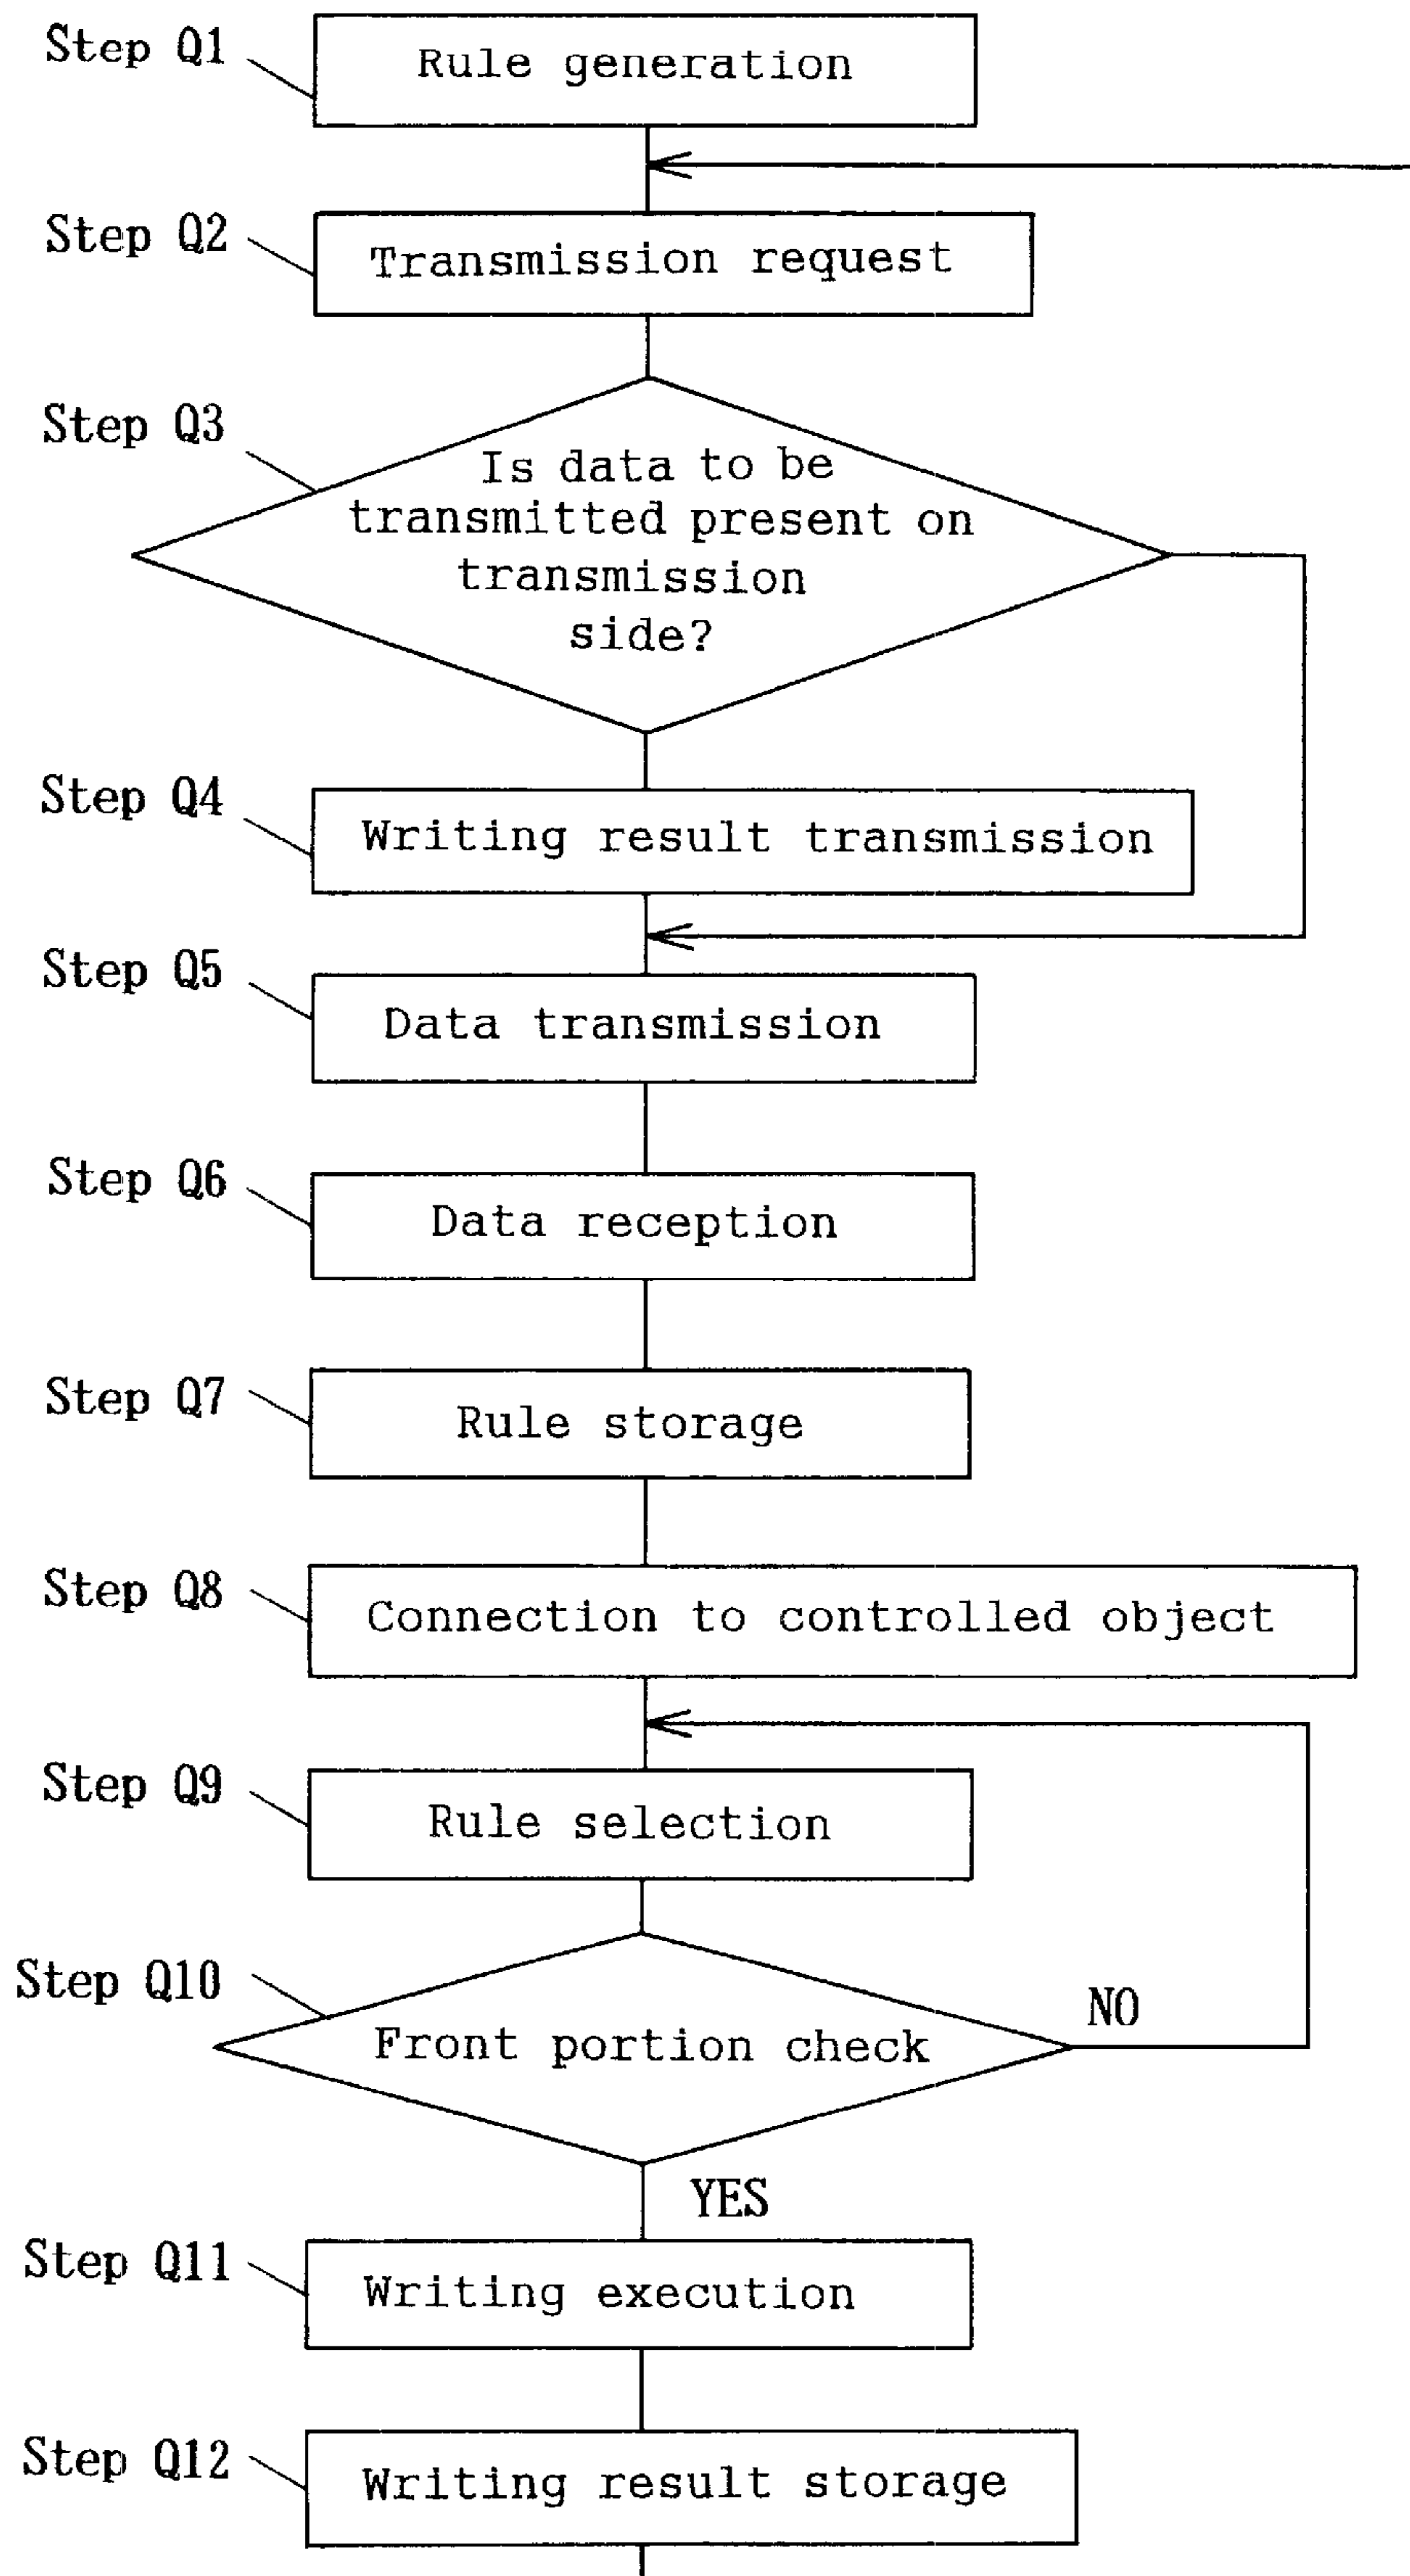 Step Q1
Rule generation
Step Q2
Transmission request
Step Q3
Is data to be
transmitted present on
transmission
side?
Step Q4
Writing result transmission
Step Q5
Data transmission
Step Q6
Data reception
Step Q7
Rule storage
Step Q8
Connection to controlled object
Step Q9
Rule selection
Step Q10
Front portion check
NO
YES
Step Q11
Writing execution
Step Q12
Writing result storage